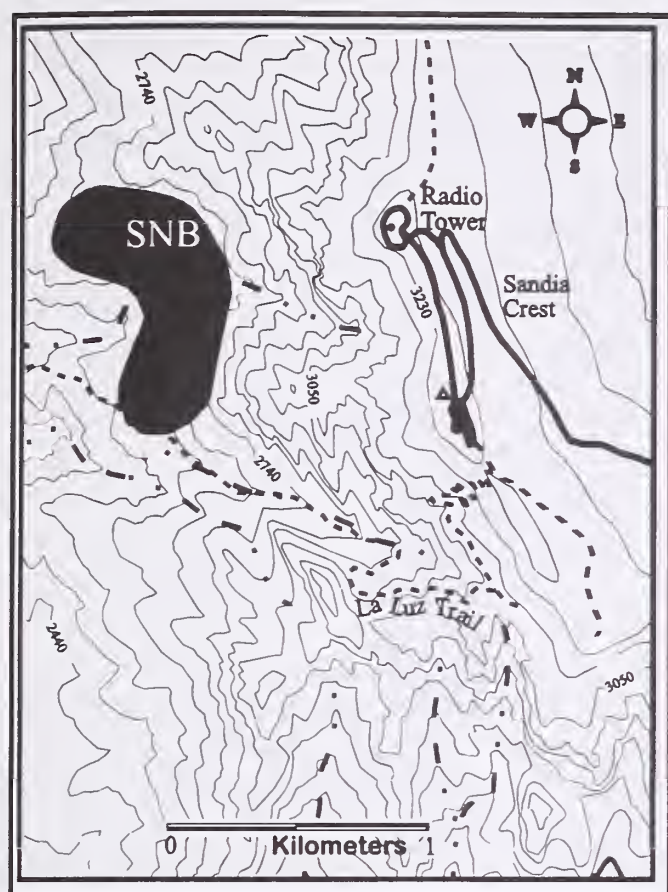 2740
N
W E
S
Radio
Tower
SNB
3230
Sandia
Crest
3050
2740
La Luz Trail
2440
3050
0 Kilometers 1